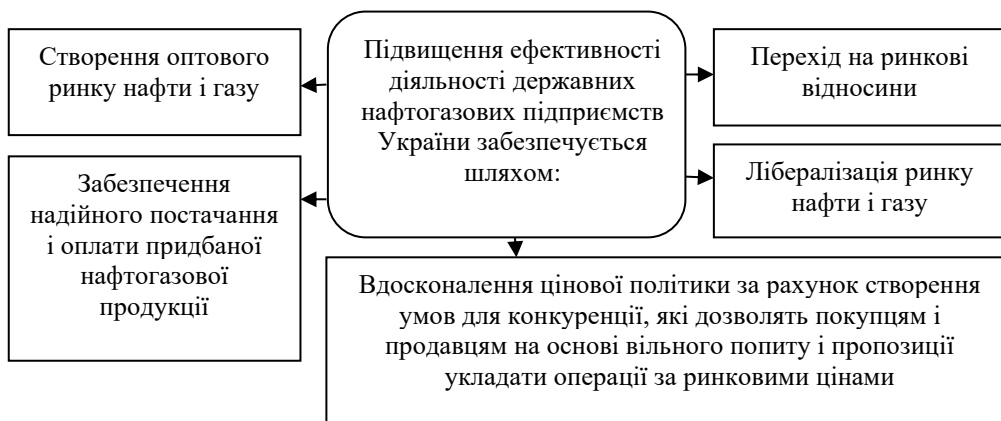 Створення оптового
ринку нафти і газу
Підвищення ефективності
діяльності державних
нафтогазових підприємств
України забезпечується
шляхом:
Перехід на ринкові
відносини
Забезпечення
надійного постачання
і оплати придбаної
нафтогазової
продукції
Лібералізація ринку
нафти і газу
Вдосконалення цінової політики за рахунок створення
умов для конкуренції, які дозволять покупцям і
продавцям на основі вільного попиту і пропозиції
укладати операції за ринковими цінами